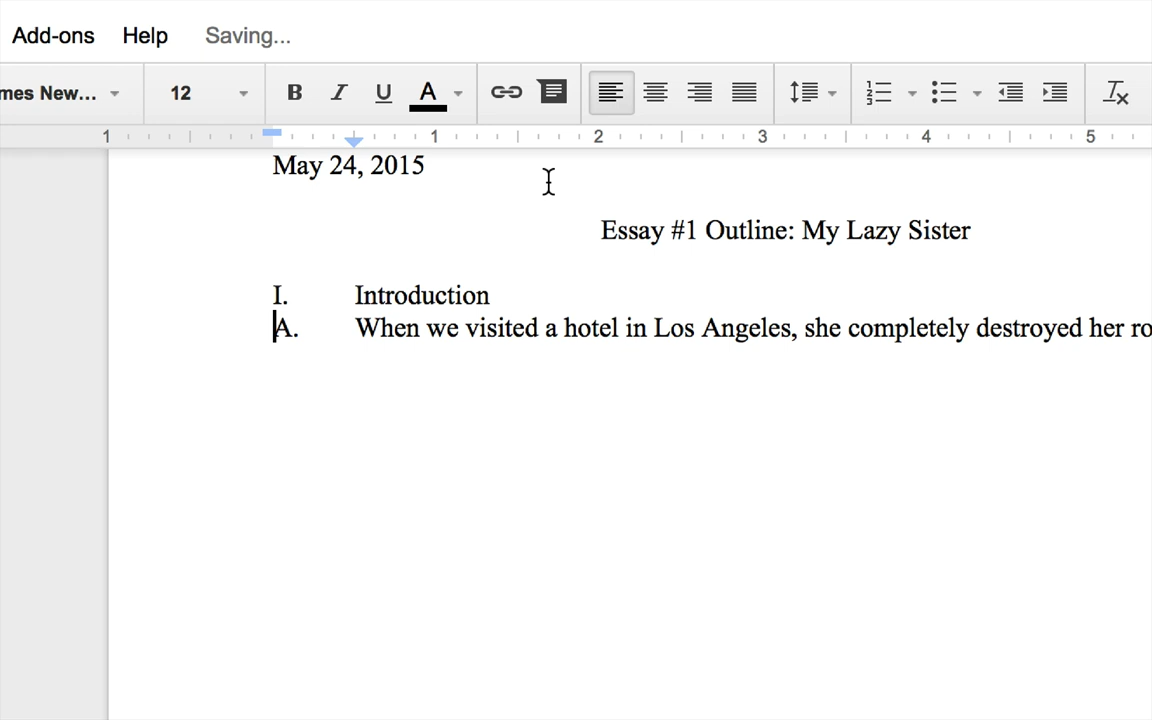 Add-ons Help Saving...
mes New... 12 B I U A
1 1 2 3 4 5
May 24, 2015
Essay #1 Outline: My Lazy Sister
I. Introduction
A. When we visited a hotel in Los Angeles, she completely destroyed her ro